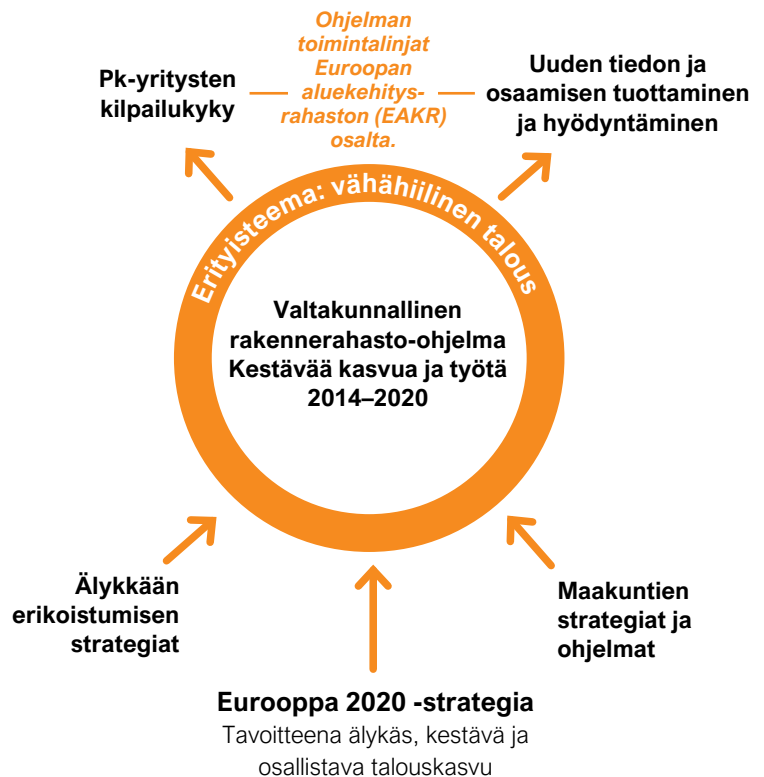 Ohjelman
toimintalinjat
Euroopan
aluekehitys-
rahaston (EAKR)
osalta.
Pk-yritysten
kilpailukyky
Uuden tiedon ja
osaamisen tuottaminen
ja hyödyntäminen
Erityisteema: vähähiilinen talous
Valtakunnallinen
rakennerahasto-ohjelma
Kestävää kasvua ja työtä
2014–2020
Älykkään
erikoistumisen
strategiat
Maakuntien
strategiat ja
ohjelmat
Eurooppa 2020 -strategia
Tavoitteena älykäs, kestävä ja
osallistava talouskasvu